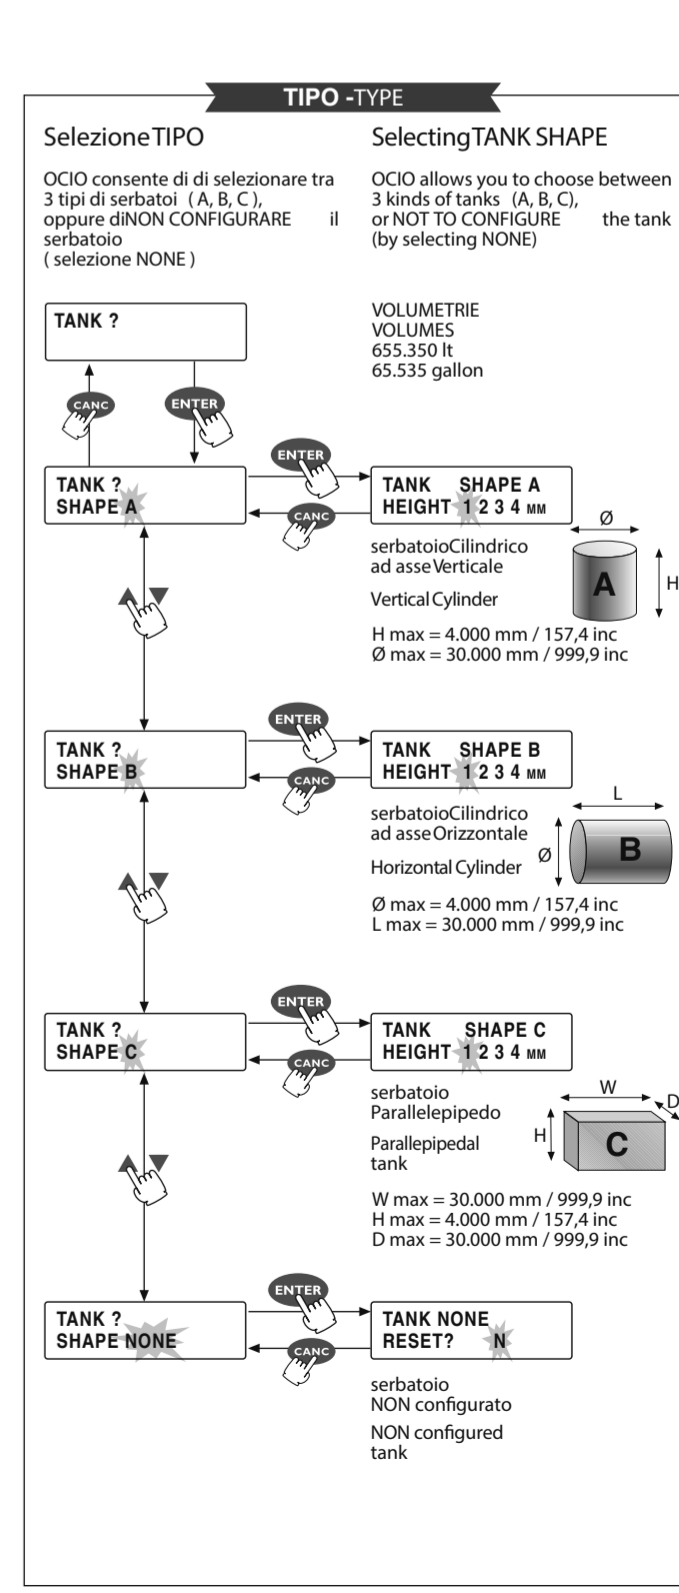 TIPO -TYPE
Selezione TIPO
OCIO consente di di selezionare tra
3 tipi di serbatoi ( A, B, C ),
oppure diNON CONFIGURARE il
serbatoio
( selezione NONE )
Selecting TANK SHAPE
OCIO allows you to choose between
3 kinds of tanks (A, B, C),
or NOT TO CONFIGURE the tank
(by selecting NONE)
TANK ?
VOLUMETRIE
VOLUMES
655.350 lt
65.535 gallon
CANC
ENTER
TANK ?
SHAPE A
ENTER
CANC
TANK SHAPE A
HEIGHT 1 2 3 4 MM
serbatoioCilindrico
ad asse Verticale
Vertical Cylinder
Ø
A
H
H max = 4.000 mm / 157,4 inc
Ø max = 30.000 mm / 999,9 inc
TANK ?
SHAPE B
ENTER
CANC
TANK SHAPE B
HEIGHT 1 2 3 4 MM
serbatoioCilindrico
ad asse Orizzontale
Horizontal Cylinder
L
Ø
B
Ø max = 4.000 mm / 157,4 inc
L max = 30.000 mm / 999,9 inc
TANK ?
SHAPE C
ENTER
CANC
TANK SHAPE C
HEIGHT 1 2 3 4 MM
serbatoio
Parallelepipedo
Parallepipedal
tank
W
D
H
C
W max = 30.000 mm / 999,9 inc
H max = 4.000 mm / 157,4 inc
D max = 30.000 mm / 999,9 inc
TANK ?
SHAPE NONE
ENTER
CANC
TANK NONE
RESET? N
serbatoio
NON configurato
NON configured
tank